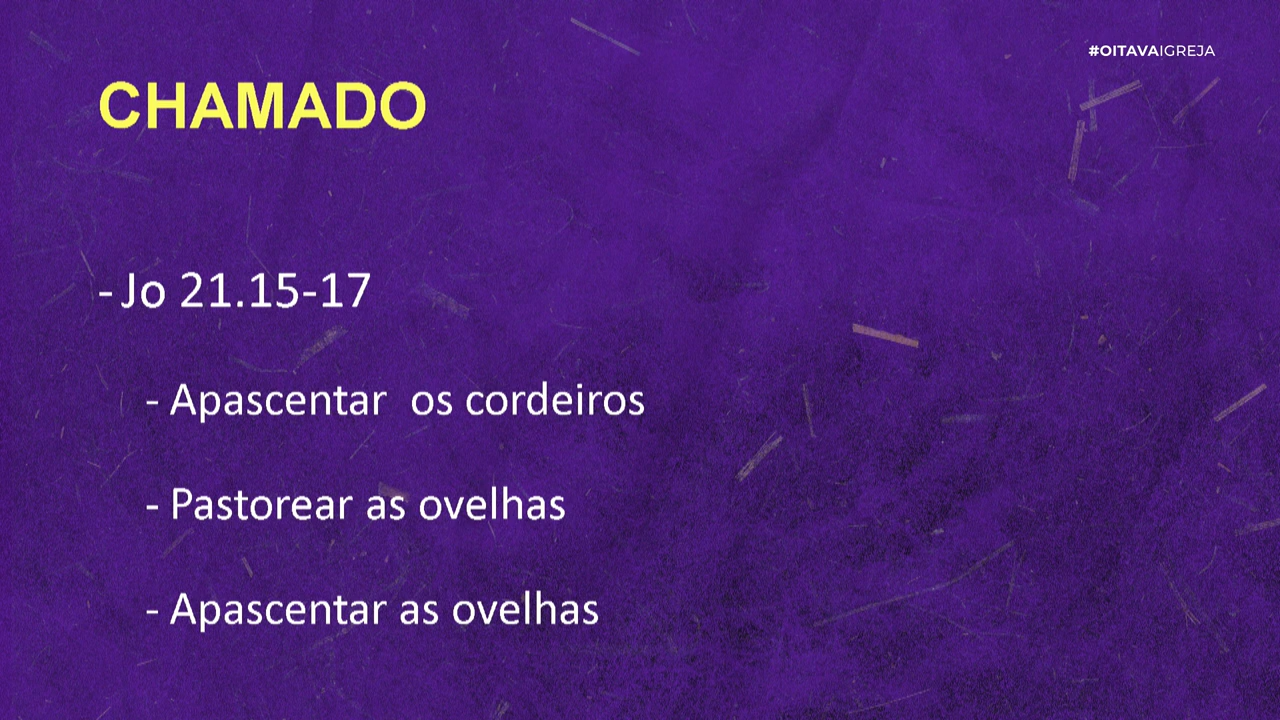 #OITAVAIGREJA
CHAMADO
- Jo 21.15-17
- Apascentar  os cordeiros
- Pastorear as ovelhas
- Apascentar as ovelhas